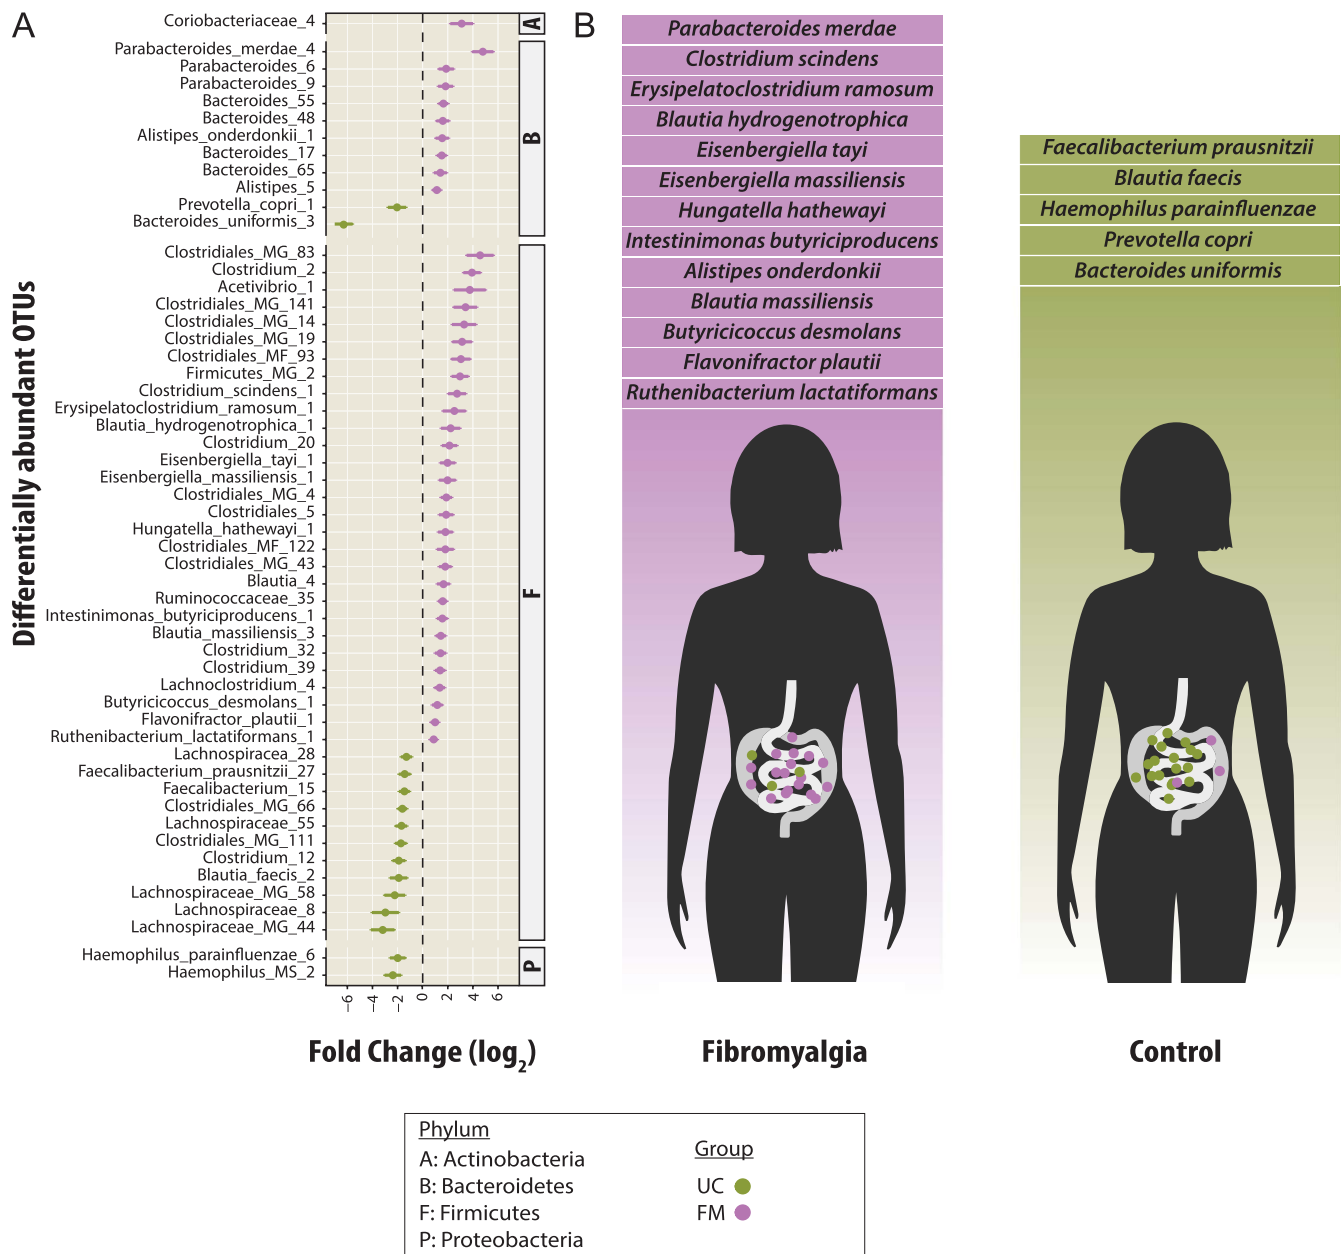 A
Differentially abundant OTUs
Coriobacteriaceae_4
A
Parabacteroides_merdae_4
Parabacteroides_6
Parabacteroides_9
Bacteroides_55
Bacteroides_48
Alistipes_onderdonkii_1
Bacteroides_17
Bacteroides_65
Alistipes_5
Prevotella_copri_1
Bacteroides_uniformis_3
B
Clostridiales_MG_83
Clostridium_2
Acetivibrio_1
Clostridiales_MG_141
Clostridiales_MG_14
Clostridiales_MG_19
Clostridiales_MF_93
Firmicutes_MG_2
Clostridium_scindens_1
Erysipelatoclostridium_ramosum_1
Blautia_hydrogenotrophica_1
Clostridium_20
Eisenbergiella_tayi_1
Eisenbergiella_massiliensis_1
Clostridiales_MG_4
Clostridiales_5
Hungatella_hathewayi_1
Clostridiales_MF_122
Clostridiales_MG_43
Blautia_4
Ruminococcaceae_35
Intestinimonas_butyriciproducens_1
Blautia_massiliensis_3
Clostridium_32
Clostridium_39
Lachnoclostridium_4
Butyricicoccus_desmolans_1
Flavonifractor_plautii_1
Ruthenibacterium_lactatiformans_1
Lachnospiracea_28
Faecalibacterium_prausnitzii_27
Faecalibacterium_15
Clostridiales_MG_66
Lachnospiraceae_55
Clostridiales_MG_111
Clostridium_12
Blautia_faecis_2
Lachnospiraceae_MG_58
Lachnospiraceae_8
Lachnospiraceae_MG_44
F
Haemophilus_parainfluenzae_6
Haemophilus_MS_2
P
−6 −4 −2 0 2 4 6
Fold Change (log2)
B
Parabacteroides merdae
Clostridium scindens
Erysipelatoclostridium ramosum
Blautia hydrogenotrophica
Eisenbergiella tayi
Eisenbergiella massiliensis
Hungatella hathewayi
Intestinimonas butyriciproducens
Alistipes onderdonkii
Blautia massiliensis
Butyricicoccus desmolans
Flavonifractor plautii
Ruthenibacterium lactatiformans
Fibromyalgia
Faecalibacterium prausnitzii
Blautia faecis
Haemophilus parainfluenzae
Prevotella copri
Bacteroides uniformis
Control
Phylum
A: Actinobacteria
B: Bacteroidetes
F: Firmicutes
P: Proteobacteria
Group
UC
FM